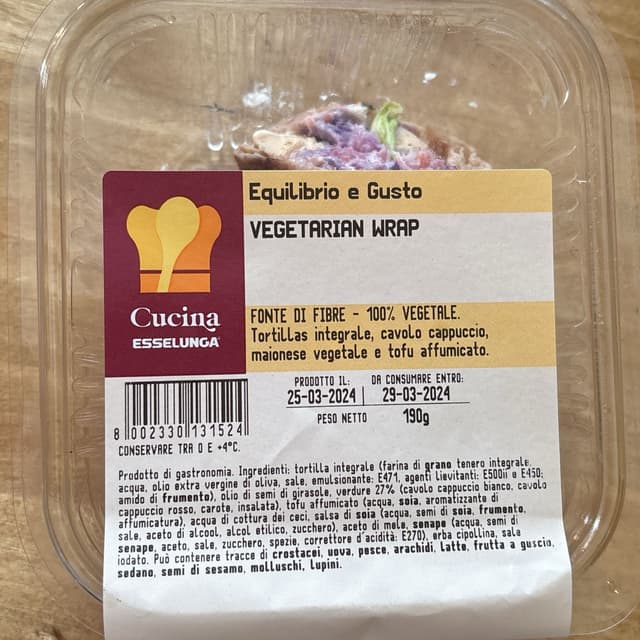 Equilibrio e Gusto
VEGETARIAN WRAP
Cucina
ESSELUNGA
FONTE DI FIBRE - 100% VEGETALE.
Tortillas integrale, cavolo cappuccio,
maionese vegetale e tofu affumicato.
PRODOTTO IL: DA CONSUMARE ENTRO:
25-03-2024 29-03-2024
PESO NETTO 190g
8 002330 131524
CONSERVARE TRA 0 E +4°C.
Prodotto di gastronomia. Ingredienti: tortilla integrale (farina di grano tenero integrale,
acqua, olio extra vergine di oliva, sale, emulsionante: E471, agenti lievitanti: E500ii e E450;
amido di frumento), olio di semi di girasole, verdure 27% (cavolo cappuccio bianco, cavolo
cappuccio rosso, carote, insalata), tofu affumicato (acqua, soia, aromatizzante di
affumicatura), acqua di cottura dei ceci, salsa di soia (acqua, semi di soia, frumento,
sale, aceto di alcool, alcol etilico, zucchero), aceto di mele, senape (acqua, semi di
senape, aceto, sale, zucchero, spezie, correttore d'acidità: E270), erba cipollina, sale
iodato. Può contenere tracce di crostacei, uova, pesce, arachidi, latte, frutta a guscio,
sedano, semi di sesamo, molluschi, lupini.